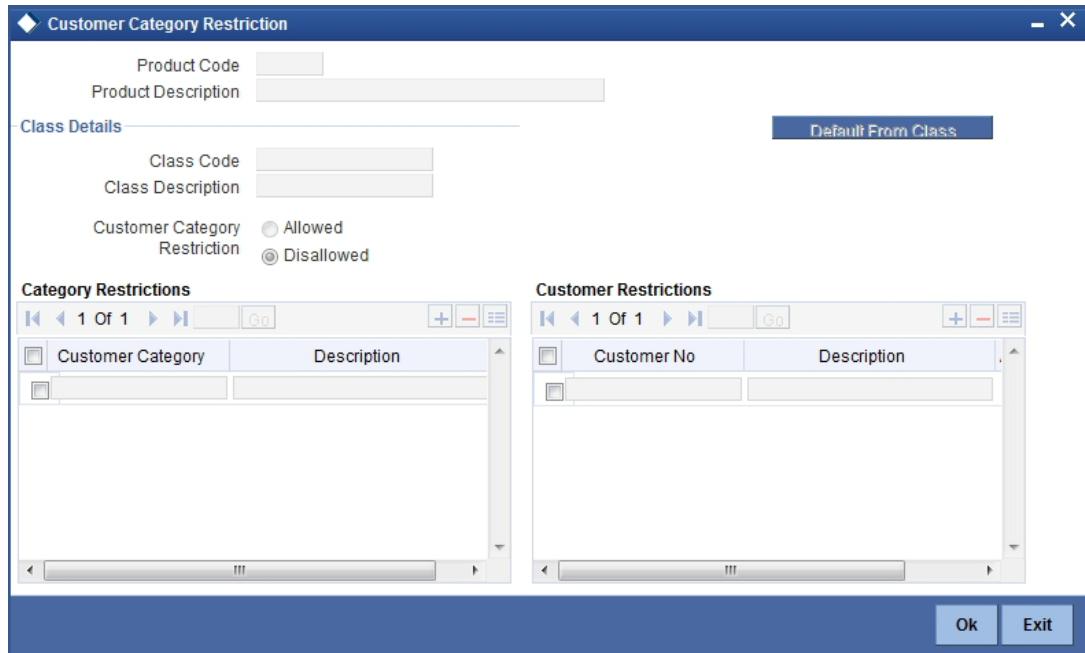 Customer Category Restriction
Product Code
Product Description
Class Details
Default From Class
Class Code
Class Description
Customer Category Restriction
Allowed
Disallowed
Category Restrictions
1 Of 1
Go
Customer Category
Description
Customer Restrictions
1 Of 1
Go
Customer No
Description
Ok
Exit